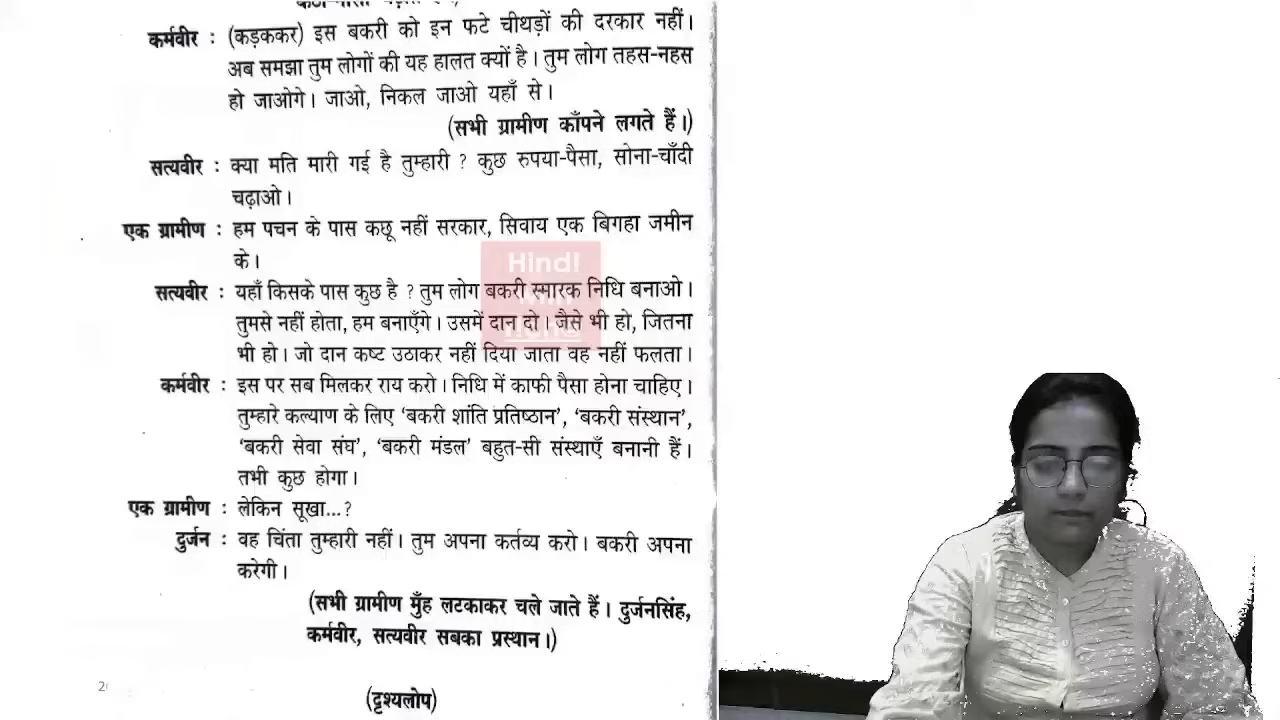 कर्मवीर : (कड़ककर) इस बकरी को इन फटे चीथड़ों की दरकार नहीं।
अब समझा तुम लोगों की यह हालत क्यों है। तुम लोग तहस-नहस
हो जाओगे। जाओ, निकल जाओ यहाँ से।
(सभी ग्रामीण काँपने लगते हैं।)
सत्यवीर : क्या मति मारी गई है तुम्हारी ? कुछ रुपया-पैसा, सोना-चाँदी
चढ़ाओ।
एक ग्रामीण : हम पचन के पास कछू नहीं सरकार, सिवाय एक बिगहा जमीन
के।
सत्यवीर : यहाँ किसके पास कुछ है ? तुम लोग बकरी स्मारक निधि बनाओ।
तुमसे नहीं होता, हम बनाएँगे। उसमें दान दो। जैसे भी हो, जितना
भी हो। जो दान कष्ट उठाकर नहीं दिया जाता वह नहीं फलता।
कर्मवीर : इस पर सब मिलकर राय करो। निधि में काफी पैसा होना चाहिए।
तुम्हारे कल्याण के लिए ‘बकरी शांति प्रतिष्ठान’, ‘बकरी संस्थान’,
‘बकरी सेवा संघ’, ‘बकरी मंडल’ बहुत-सी संस्थाएँ बनानी हैं।
तभी कुछ होगा।
एक ग्रामीण : लेकिन सूखा...?
दुर्जन : वह चिंता तुम्हारी नहीं। तुम अपना कर्तव्य करो। बकरी अपना
करेगी।
(सभी ग्रामीण मुँह लटकाकर चले जाते हैं। दुर्जनसिंह,
कर्मवीर, सत्यवीर सबका प्रस्थान।)
(दृश्यलोप)
Hindi